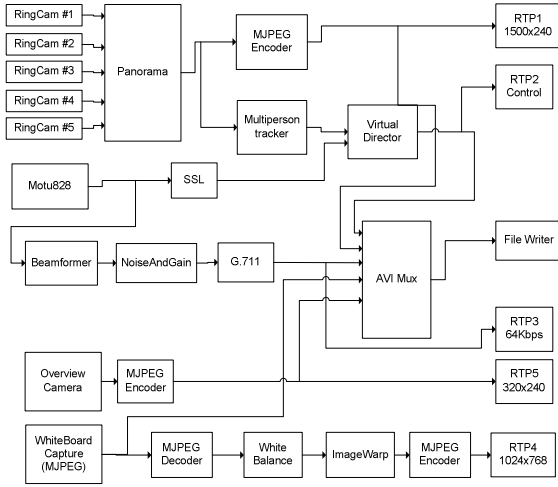 RingCam #1
RingCam #2
RingCam #3
RingCam #4
RingCam #5
Panorama
MJPEG
Encoder
RTP1
1500x240
RTP2
Control
Multiperson
tracker
Virtual
Director
Motu828
SSL
Beamformer
NoiseAndGain
G.711
AVI Mux
File Writer
RTP3
64Kbps
Overview
Camera
MJPEG
Encoder
RTP5
320x240
WhiteBoard
Capture
(MJPEG)
MJPEG
Decoder
White
Balance
ImageWarp
MJPEG
Encoder
RTP4
1024x768